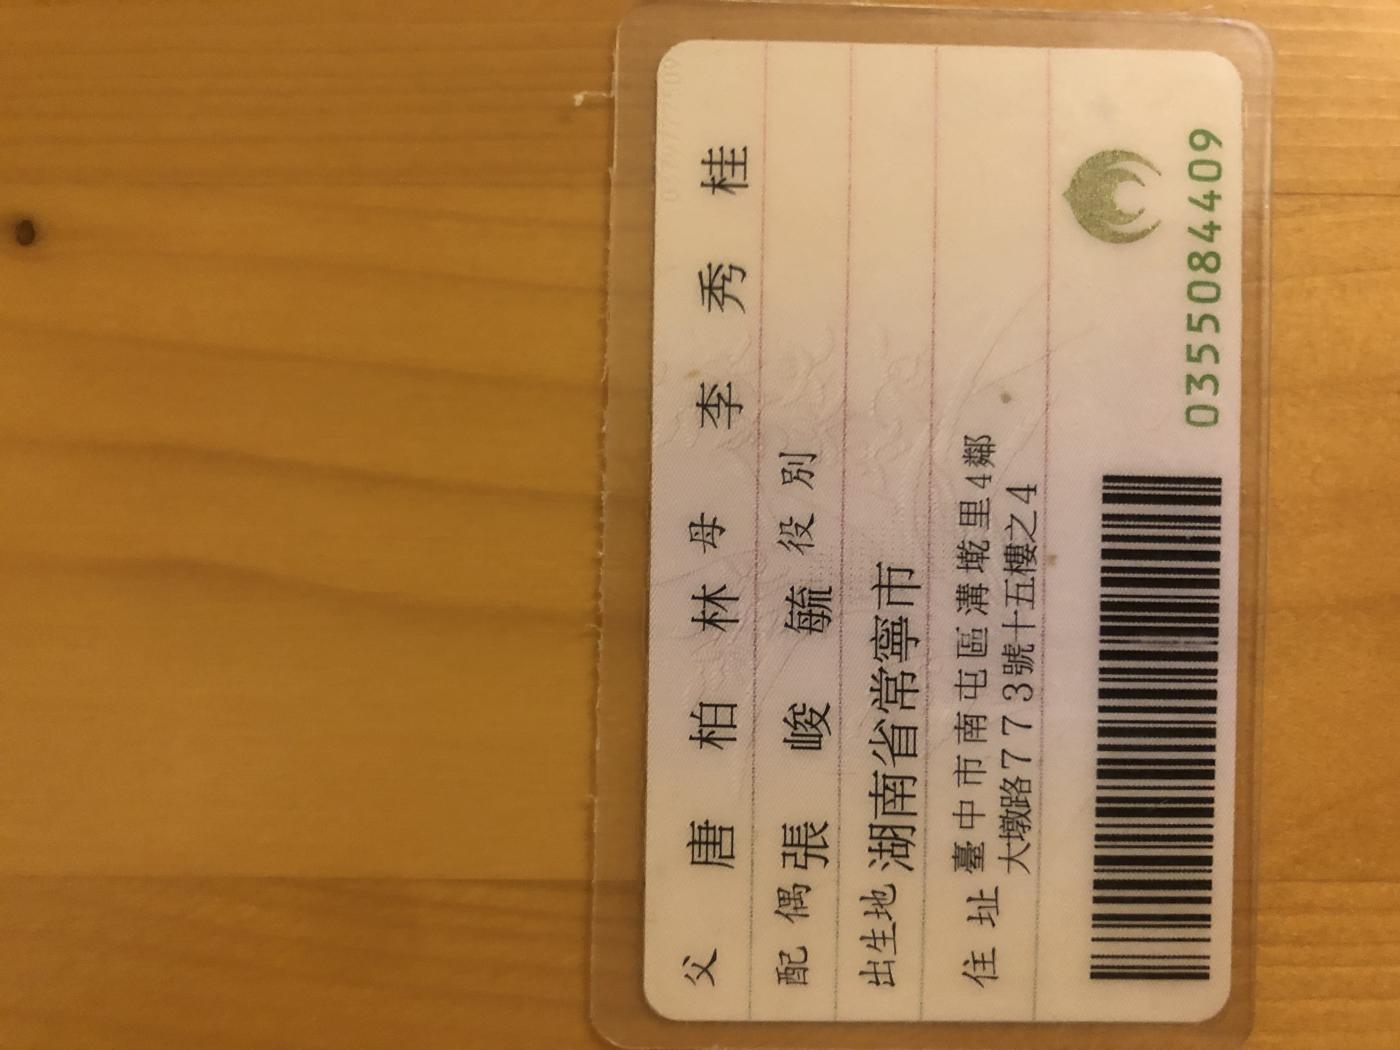 父 唐柏林 母 李秀桂
配偶 張峻毓 役別
出生地 湖南省常寧市
住址 臺中市南屯區溝墘里4鄰
大墩路773號十五樓之4
0355084409